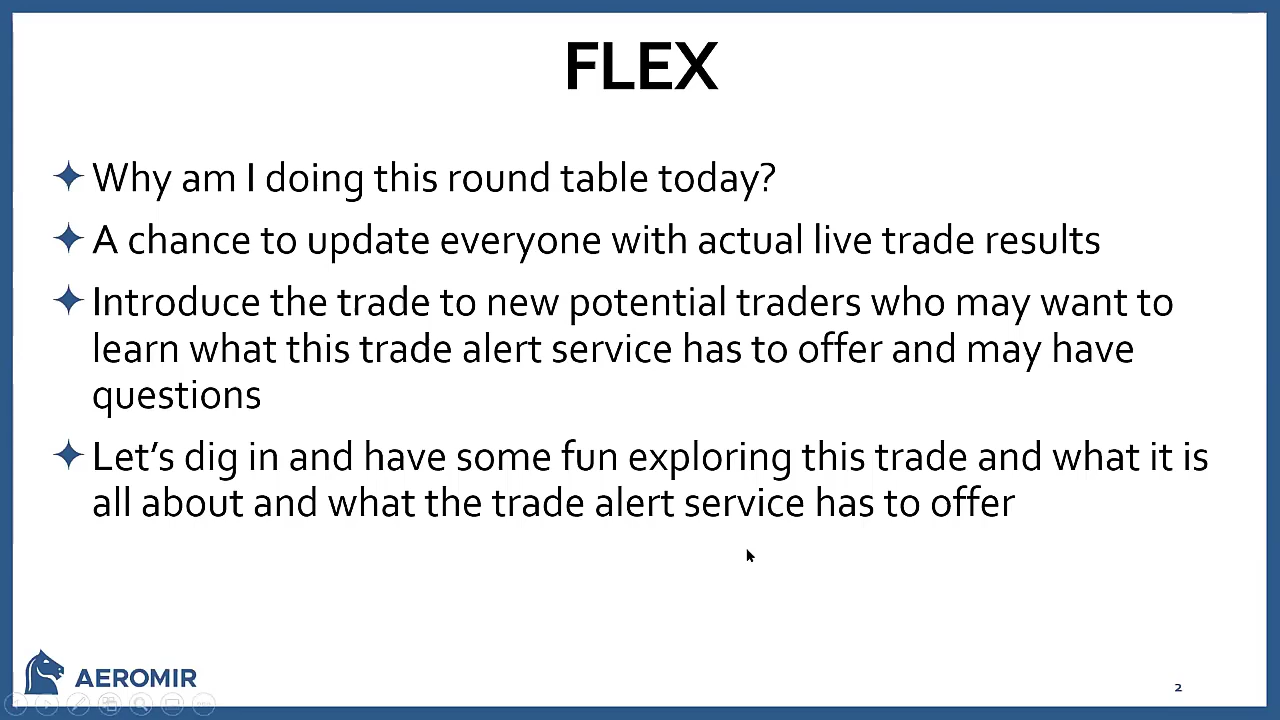 FLEX
Why am I doing this round table today?
A chance to update everyone with actual live trade results
Introduce the trade to new potential traders who may want to
learn what this trade alert service has to offer and may have
questions
Let’s dig in and have some fun exploring this trade and what it is
all about and what the trade alert service has to offer
AEROMIR
2